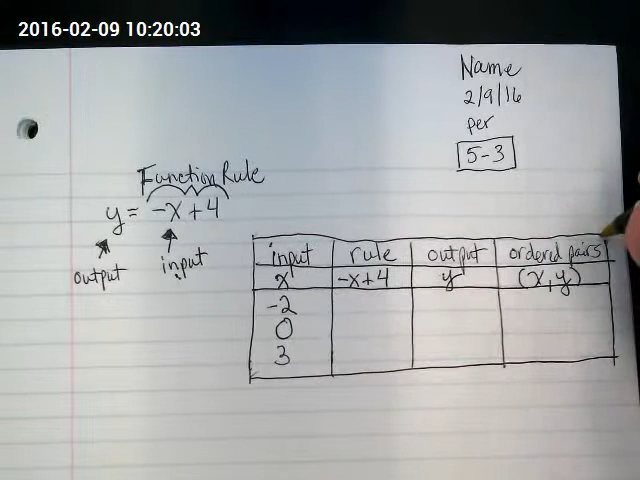 2016-02-09 10:20:03
Name
2/9/16
per
5-3
Function Rule
y = -x + 4
output
input
input rule output ordered pairs
x -x+4 y (x,y)
-2
0
3